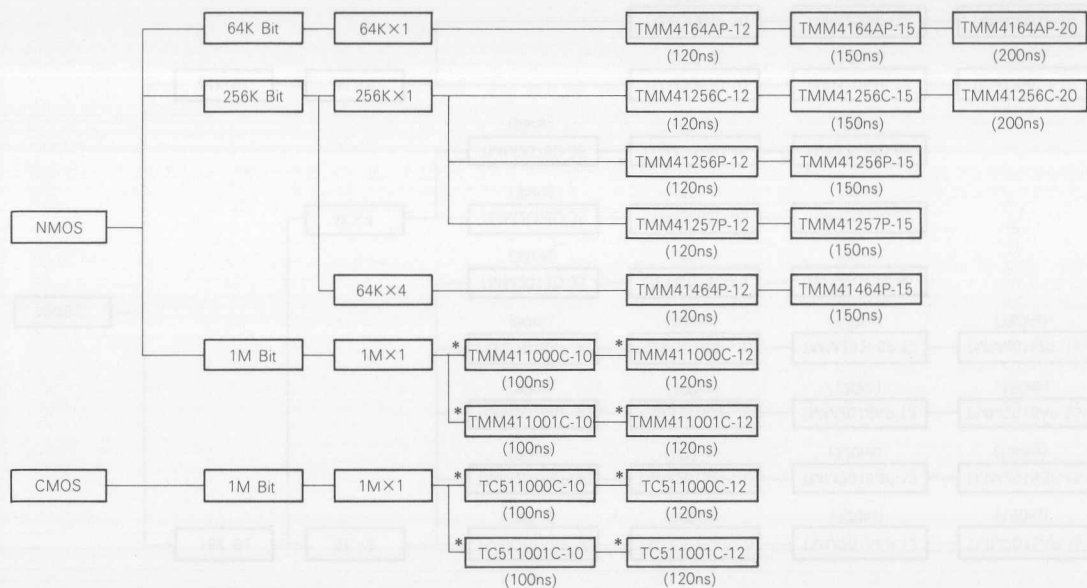 64K Bit 64K×1 TMM4164AP-12 TMM4164AP-15 TMM4164AP-20
(120ns) (150ns) (200ns)
256K Bit 256K×1 TMM41256C-12 TMM41256C-15 TMM41256C-20
(120ns) (150ns) (200ns)
TMM41256P-12 TMM41256P-15
(120ns) (150ns)
NMOS TMM41257P-12 TMM41257P-15
(120ns) (150ns)
64K×4 TMM41464P-12 TMM41464P-15
(120ns) (150ns)
1M Bit 1M×1 * TMM411000C-10 * TMM411000C-12
(100ns) (120ns)
* TMM411001C-10 * TMM411001C-12
(100ns) (120ns)
CMOS 1M Bit 1M×1 * TC511000C-10 * TC511000C-12
(100ns) (120ns)
* TC511001C-10 * TC511001C-12
(100ns) (120ns)